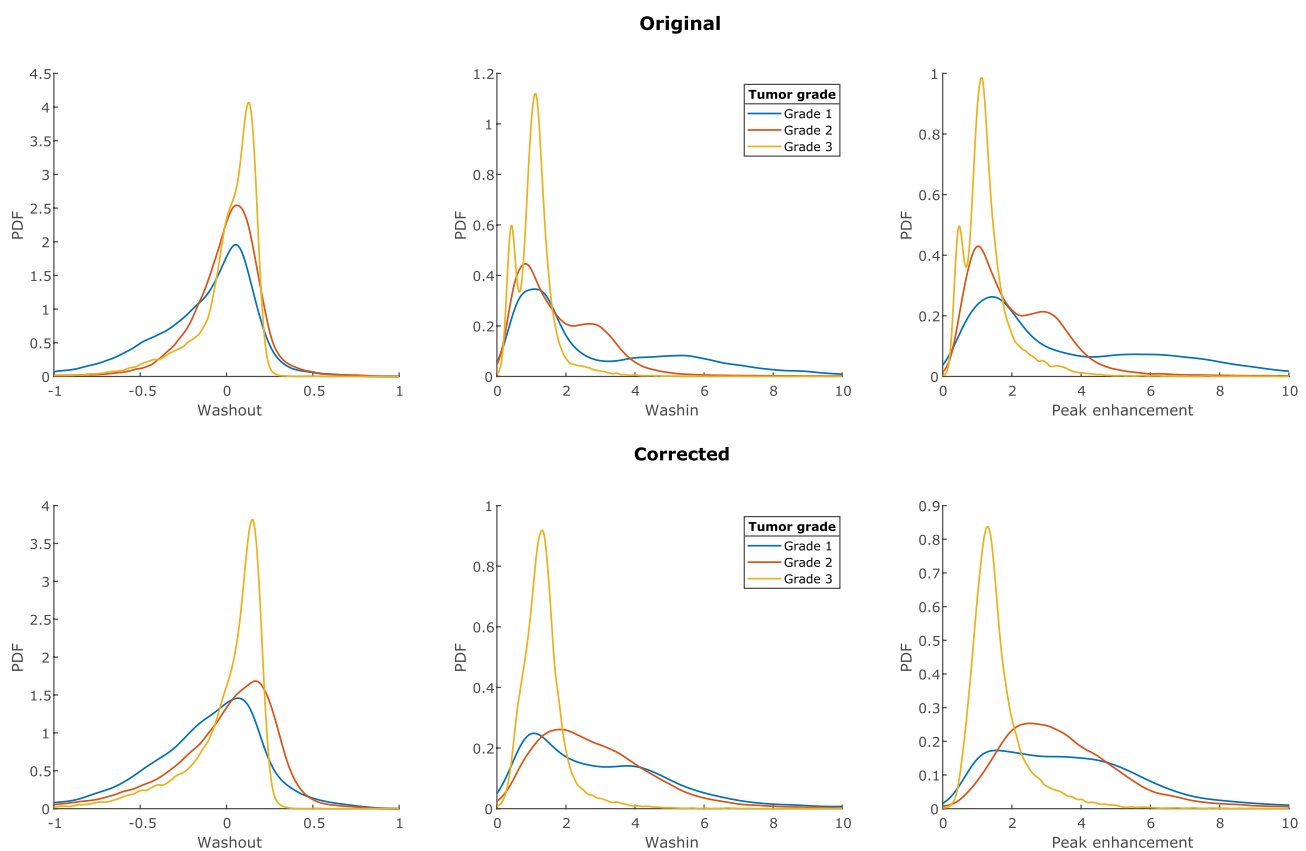 Original
4.5
4
3.5
3
2.5
2
1.5
1
0.5
0
-1 -0.5 0 0.5 1
PDF
Washout
1.2
1
0.8
0.6
0.4
0.2
0
0 2 4 6 8 10
PDF
Washin
Tumor grade
Grade 1
Grade 2
Grade 3
1
0.8
0.6
0.4
0.2
0
0 2 4 6 8 10
PDF
Peak enhancement
Corrected
4
3.5
3
2.5
2
1.5
1
0.5
0
-1 -0.5 0 0.5 1
PDF
Washout
1
0.8
0.6
0.4
0.2
0
0 2 4 6 8 10
PDF
Washin
Tumor grade
Grade 1
Grade 2
Grade 3
0.9
0.8
0.7
0.6
0.5
0.4
0.3
0.2
0.1
0
0 2 4 6 8 10
PDF
Peak enhancement